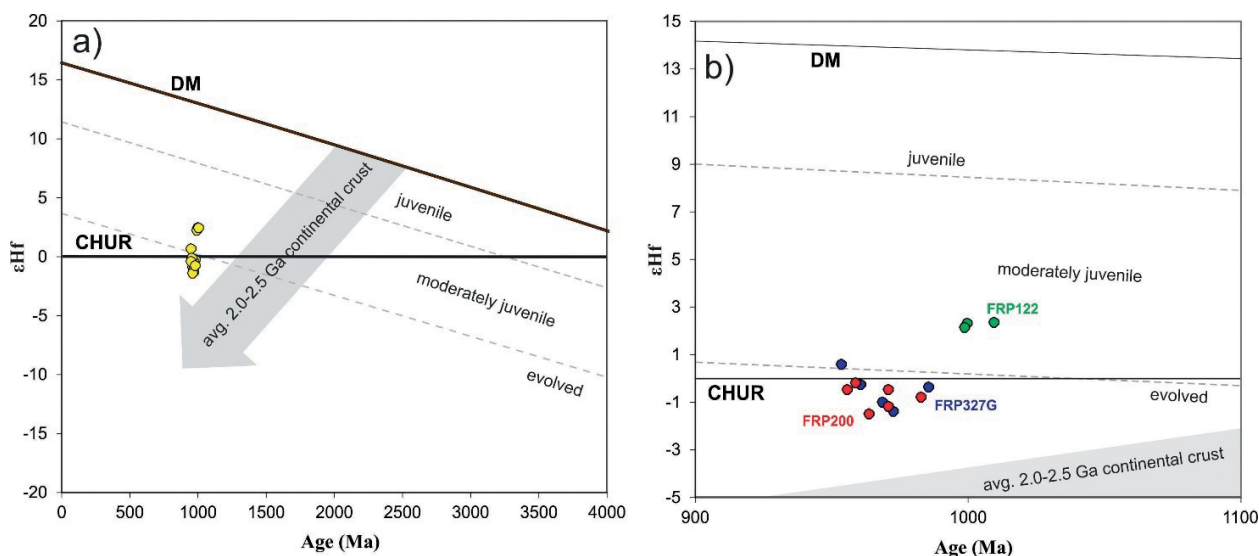 a)
20
15
10
5
0
-5
-10
-15
-20
εHf
DM
CHUR
juvenile
moderately juvenile
evolved
avg. 2.0-2.5 Ga continental crust
0 500 1000 1500 2000 2500 3000 3500 4000
Age (Ma)
b)
15
13
11
9
7
5
3
1
-1
-3
-5
εHf
DM
juvenile
moderately juvenile
FRP122
CHUR
evolved
FRP200
FRP327G
avg. 2.0-2.5 Ga continental crust
900 1000 1100
Age (Ma)